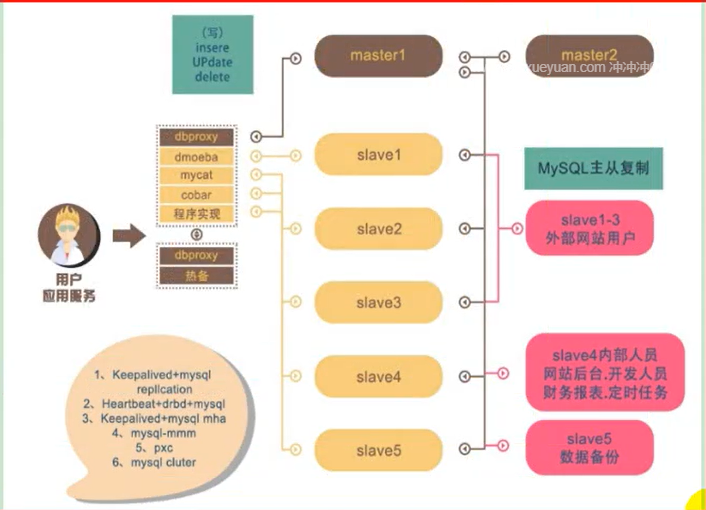 （写）
insere
UPdate
delete
master1
master2
xueyuan.com 冲冲冲
dbproxy
dmoeba
mycat
cobar
程序实现
dbproxy
热备
用户
应用服务
slave1
slave2
slave3
slave4
slave5
MySQL主从复制
slave1-3
外部网站用户
slave4内部人员
网站后台.开发人员
财务报表.定时任务
slave5
数据备份
1、Keepalived+mysql
repllcation
2、Heartbeat+drbd+mysql
3、Keepalived+mysql mha
4、mysql-mmm
5、pxc
6、mysql cluter